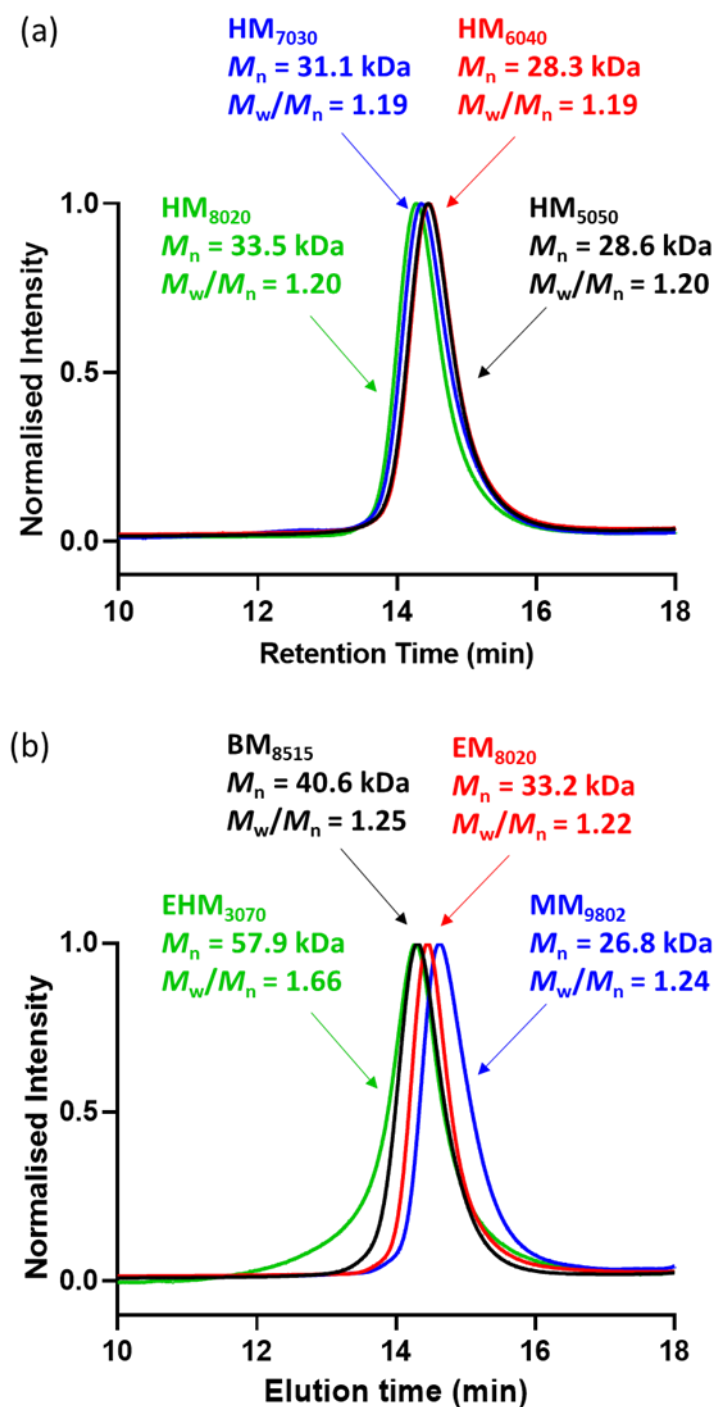 (a)
HM7030
Mn = 31.1 kDa
Mw/Mn = 1.19
HM6040
Mn = 28.3 kDa
Mw/Mn = 1.19
HM8020
Mn = 33.5 kDa
Mw/Mn = 1.20
HM5050
Mn = 28.6 kDa
Mw/Mn = 1.20
Normalised Intensity
1.0
0.5
0.0
10 12 14 16 18
Retention Time (min)
(b)
BM8515
Mn = 40.6 kDa
Mw/Mn = 1.25
EM8020
Mn = 33.2 kDa
Mw/Mn = 1.22
EHM3070
Mn = 57.9 kDa
Mw/Mn = 1.66
MM9802
Mn = 26.8 kDa
Mw/Mn = 1.24
Normalised Intensity
1.0
0.5
0.0
10 12 14 16 18
Elution time (min)